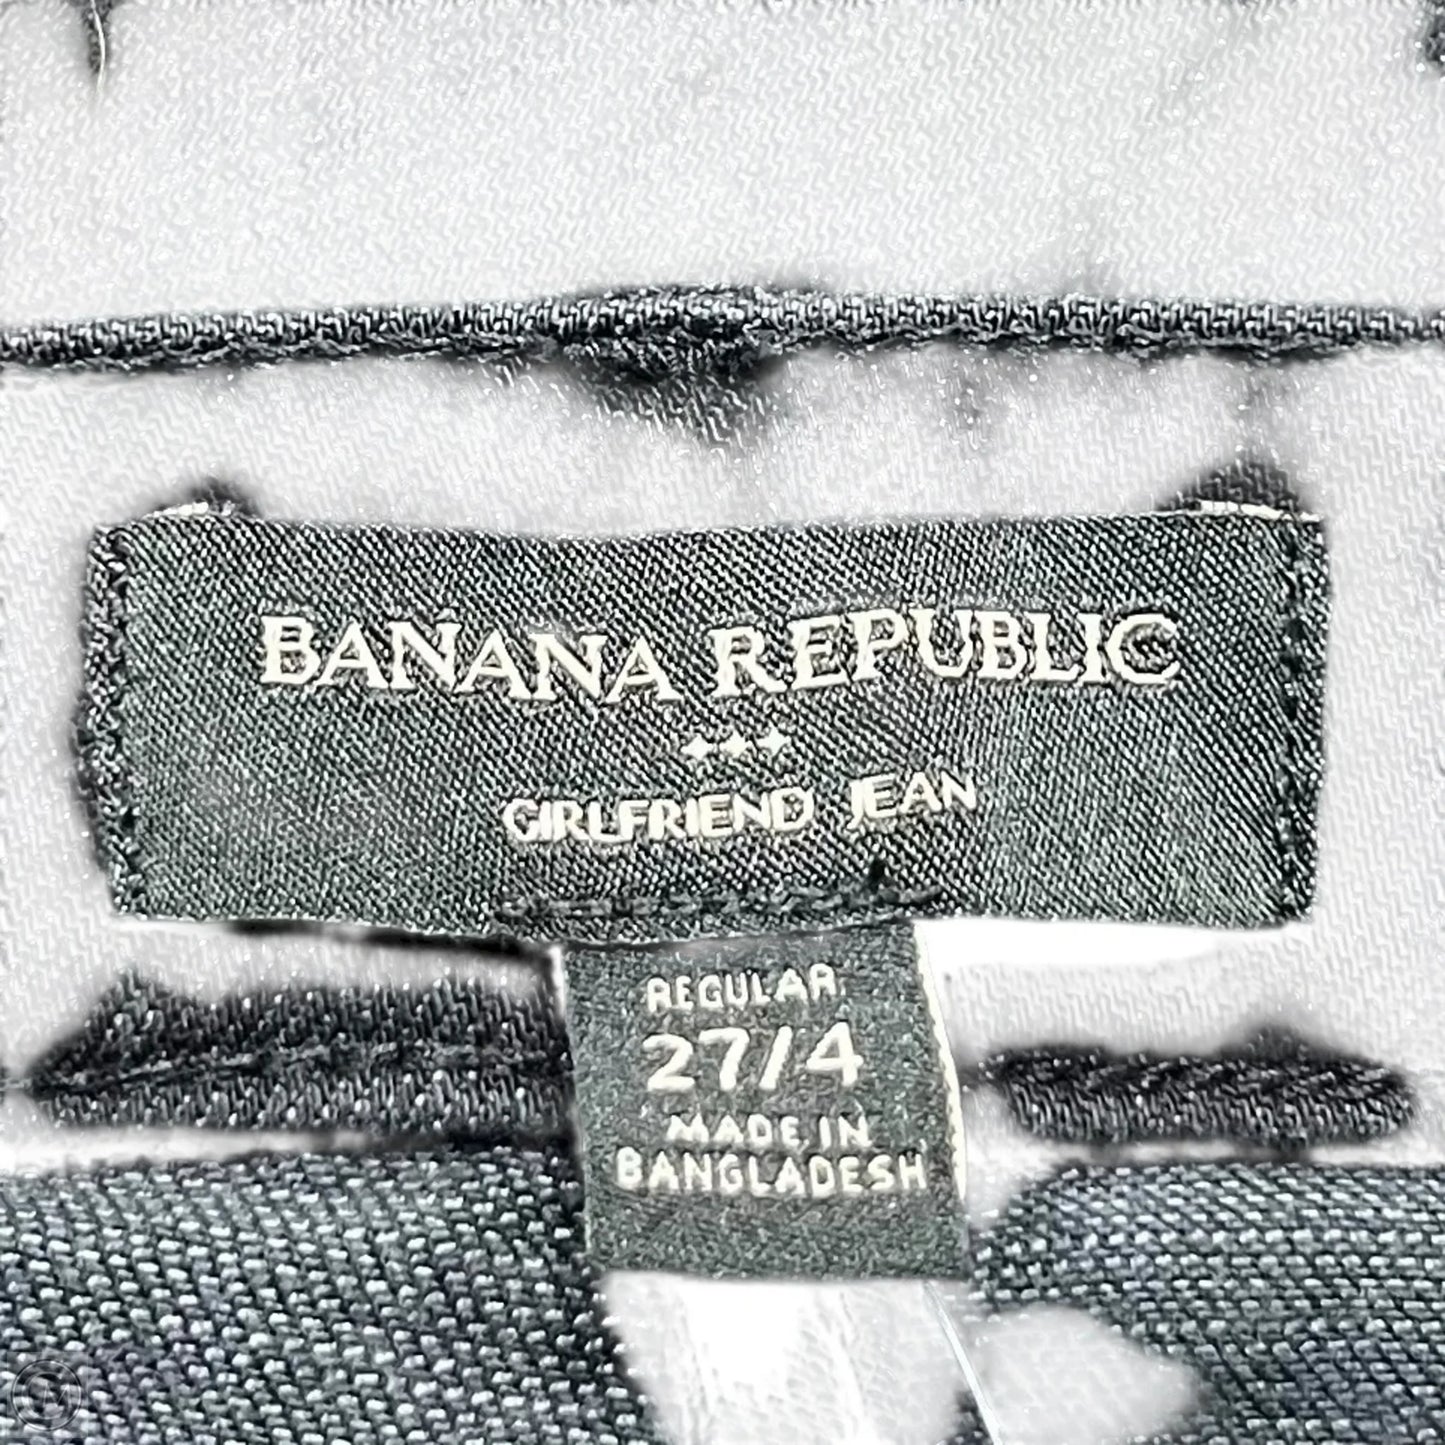 BANANA REPUBLIC
GIRLFRIEND JEAN
REGULAR
27/4
MADE IN
BANGLADESH